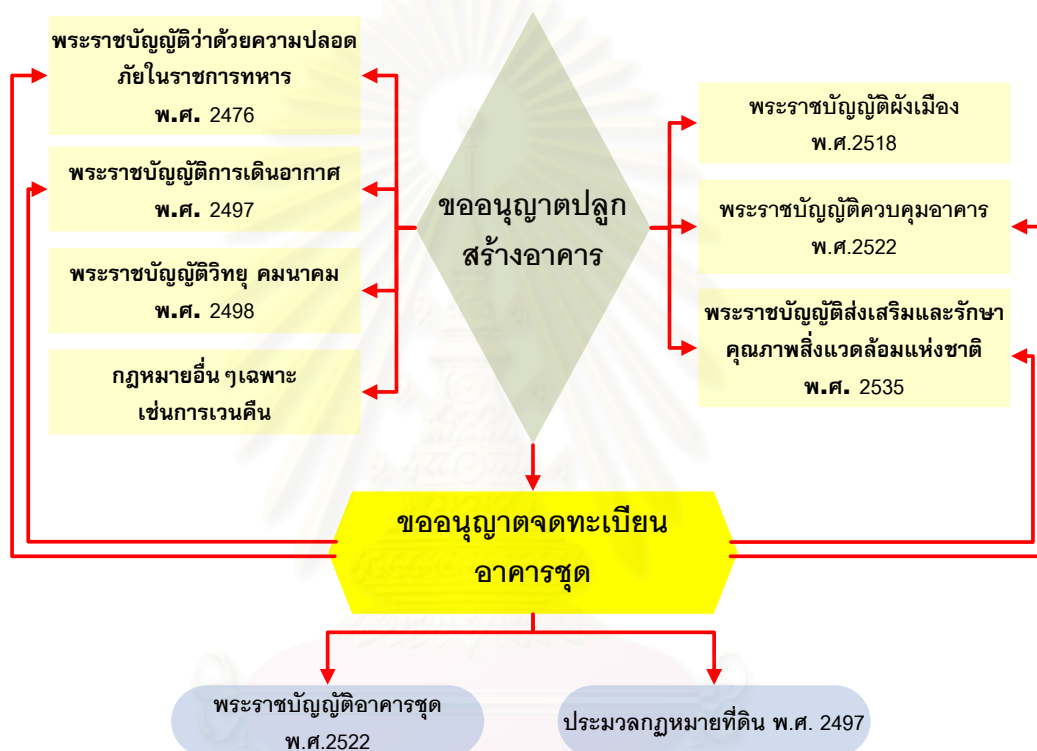 พระราชบัญญัติว่าด้วยความปลอด
ภัยในราชการทหาร
พ.ศ. 2476
พระราชบัญญัติการเดินอากาศ
พ.ศ. 2497
พระราชบัญญัติวิทยุ คมนาคม
พ.ศ. 2498
กฎหมายอื่น ๆเฉพาะ
เช่นการเวนคืน
ขออนุญาตปลูก
สร้างอาคาร
พระราชบัญญัติผังเมือง
พ.ศ.2518
พระราชบัญญัติควบคุมอาคาร
พ.ศ.2522
พระราชบัญญัติส่งเสริมและรักษา
คุณภาพสิ่งแวดล้อมแห่งชาติ
พ.ศ. 2535
ขออนุญาตจดทะเบียน
อาคารชุด
พระราชบัญญัติอาคารชุด
พ.ศ.2522
ประมวลกฎหมายที่ดิน พ.ศ. 2497